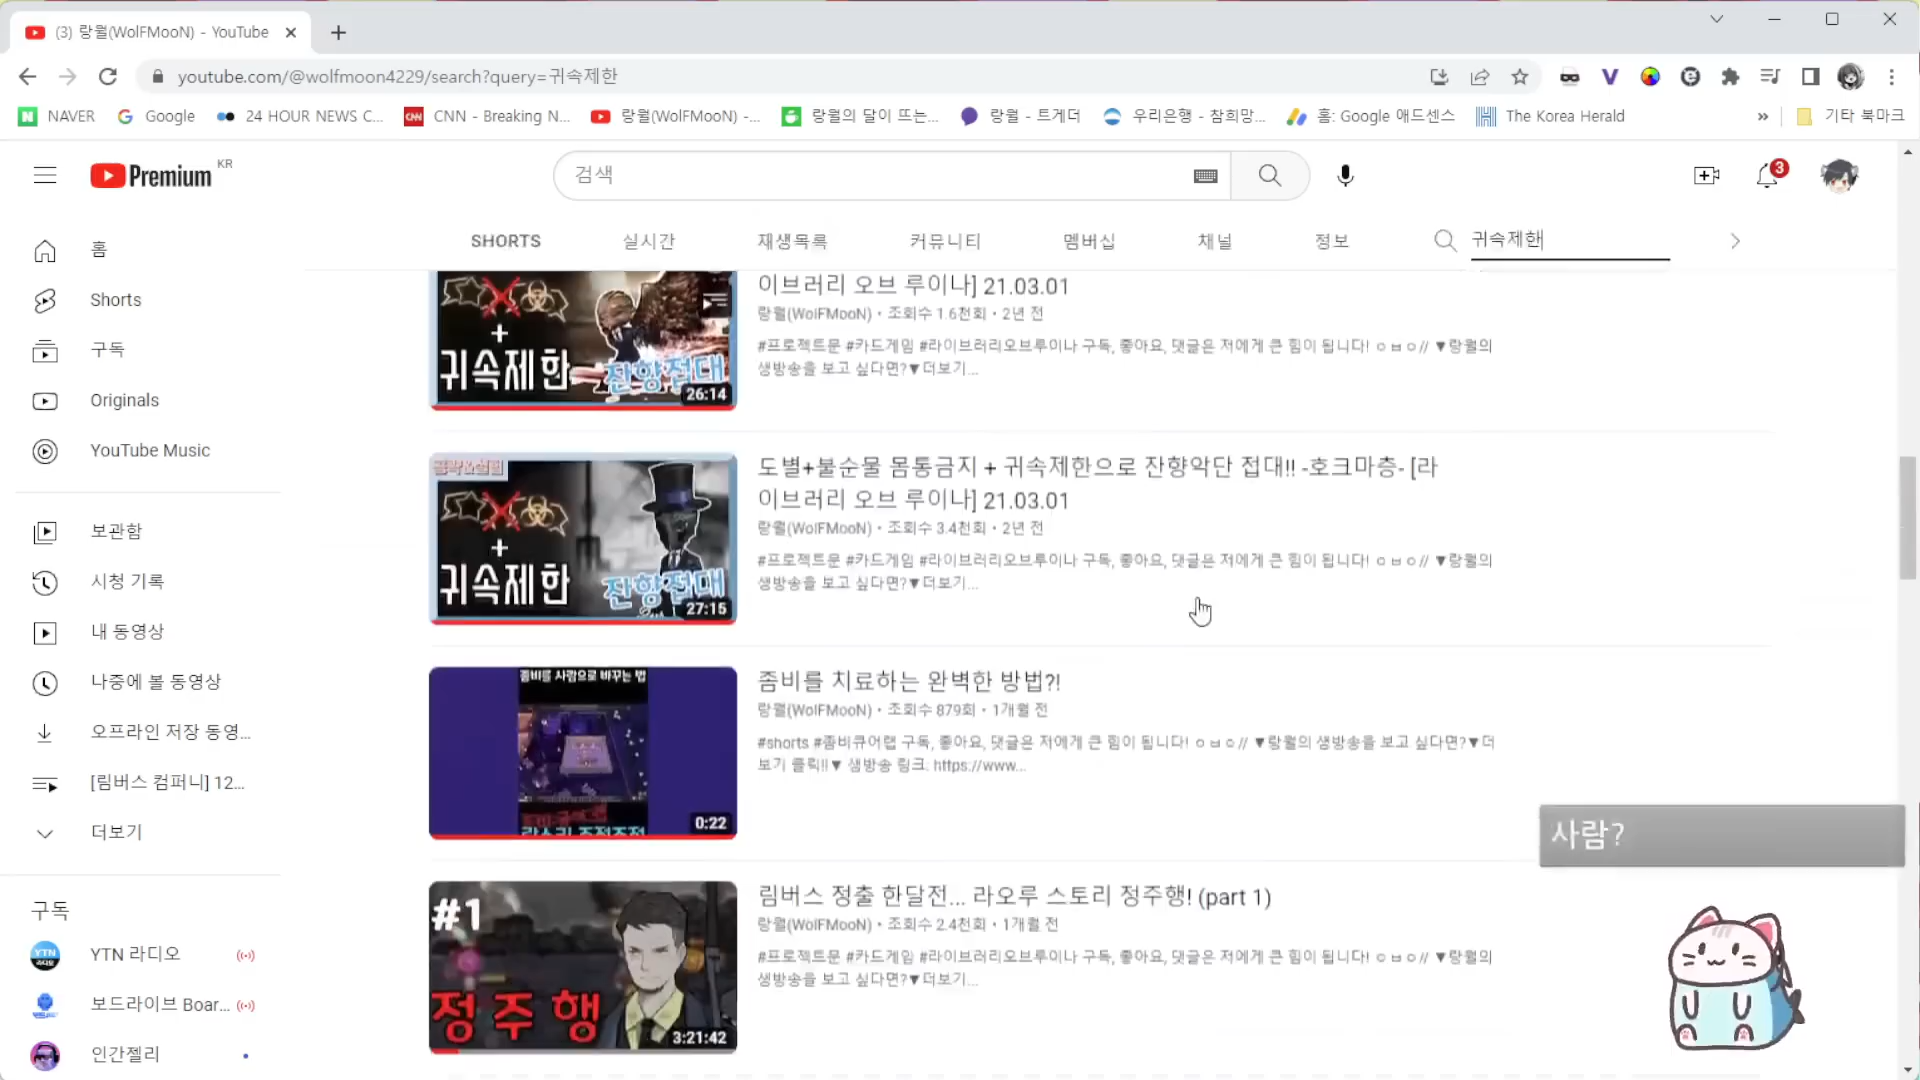 (3) 랑월(WolFMooN) - YouTube
youtube.com/@wolfmoon4229/search?query=귀속제한
NAVER
Google
24 HOUR NEWS C...
CNN - Breaking N...
랑월(WolFMooN) -...
랑월의 달이 뜨는...
랑월 - 트게더
우리은행 - 참희망...
홈: Google 애드센스
The Korea Herald
»
기타 북마크
Premium KR
검색
3
SHORTS
실시간
재생목록
커뮤니티
멤버십
채널
정보
귀속제한
홈
Shorts
구독
Originals
YouTube Music
보관함
시청 기록
내 동영상
나중에 볼 동영상
오프라인 저장 동영...
[림버스 컴퍼니] 12...
더보기
구독
YTN 라디오
보드라이브 Boar...
인간젤리
+
귀속제한
잔향접대
26:14
이브러리 오브 루이나] 21.03.01
랑월(WolFMooN) • 조회수 1.6천회 • 2년 전
#프로젝트문 #카드게임 #라이브러리오브루이나 구독, 좋아요, 댓글은 저에게 큰 힘이 됩니다! ㅇㅂㅇ// ▼랑월의
생방송을 보고 싶다면?▼더보기...
+
귀속제한
잔향접대
27:15
도별+불순물 몸통금지 + 귀속제한으로 잔향악단 접대!! -호크마층- [라
이브러리 오브 루이나] 21.03.01
랑월(WolFMooN) • 조회수 3.4천회 • 2년 전
#프로젝트문 #카드게임 #라이브러리오브루이나 구독, 좋아요, 댓글은 저에게 큰 힘이 됩니다! ㅇㅂㅇ// ▼랑월의
생방송을 보고 싶다면?▼더보기...
좀비를 사람으로 바꾸는 법
0:22
좀비를 치료하는 완벽한 방법?!
랑월(WolFMooN) • 조회수 879회 • 1개월 전
#shorts #좀비큐어랩 구독, 좋아요, 댓글은 저에게 큰 힘이 됩니다! ㅇㅂㅇ// ▼랑월의 생방송을 보고 싶다면?▼더
보기 클릭!!▼ 생방송 링크: https://www...
#1
정주행
3:21:42
림버스 정출 한달전... 라오루 스토리 정주행! (part 1)
랑월(WolFMooN) • 조회수 2.4천회 • 1개월 전
#프로젝트문 #카드게임 #라이브러리오브루이나 구독, 좋아요, 댓글은 저에게 큰 힘이 됩니다! ㅇㅂㅇ// ▼랑월의
생방송을 보고 싶다면?▼더보기...
사람?